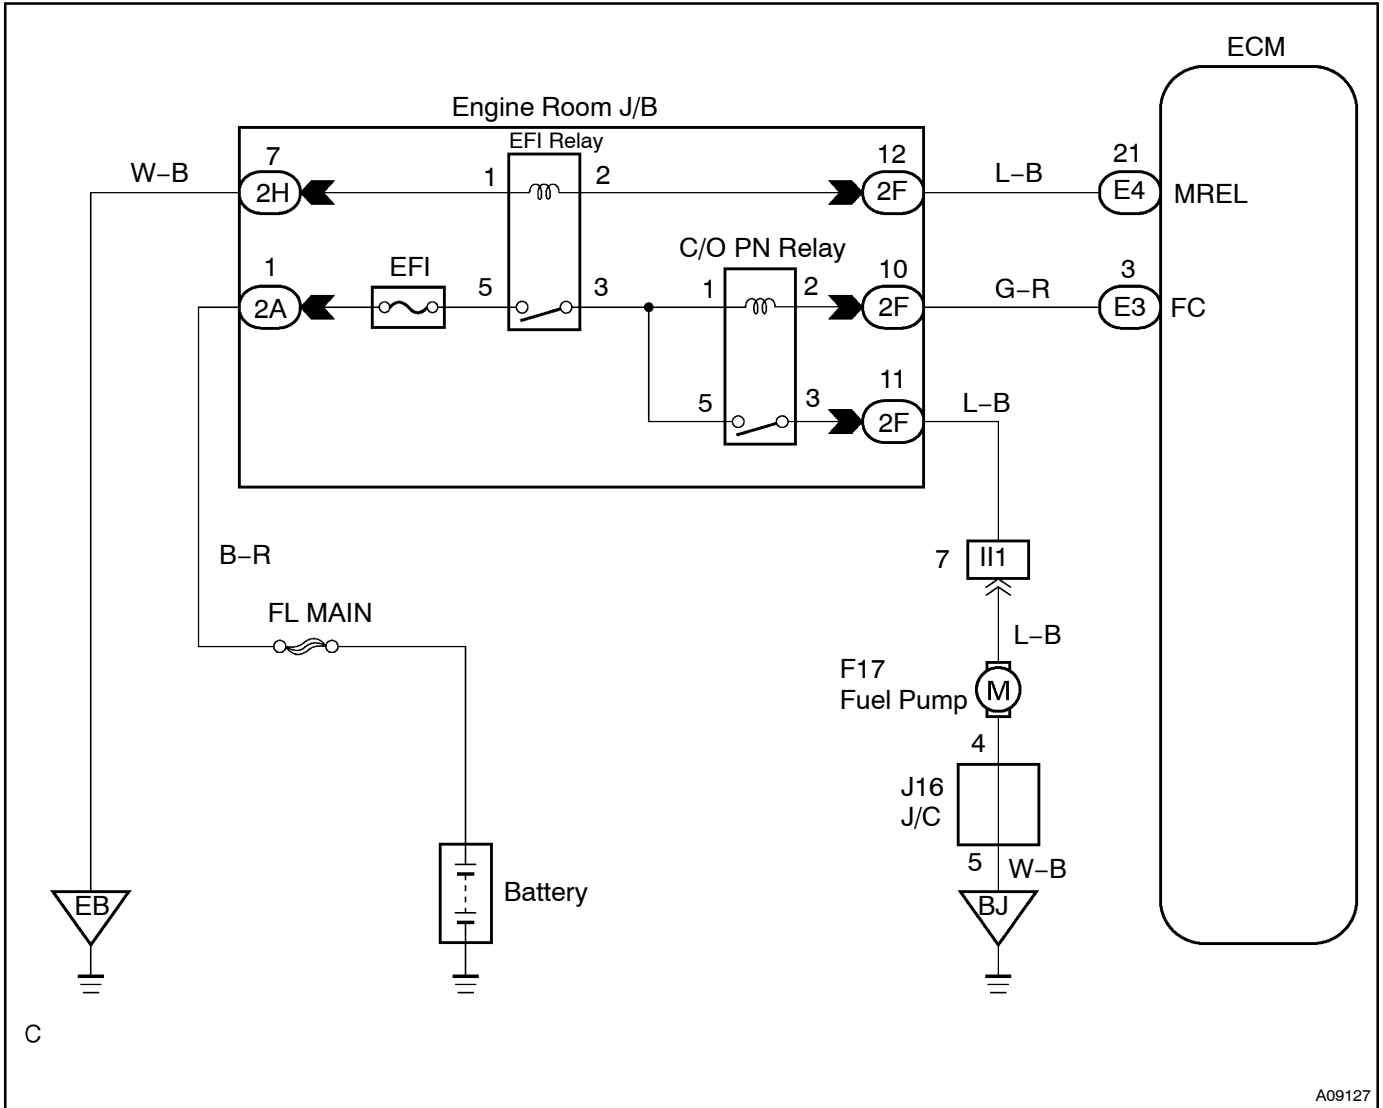 ECM
Engine Room J/B
EFI Relay
7
12
21
W–B
1
2
L–B
2H
2F
E4
MREL
C/O PN Relay
1
EFI
5
3
1
2
10
G–R
3
2A
2F
E3
FC
11
5
3
L–B
2F
B–R
7
II1
FL MAIN
L–B
F17
Fuel Pump
M
4
J16
J/C
5
W–B
Battery
EB
BJ
C
A09127